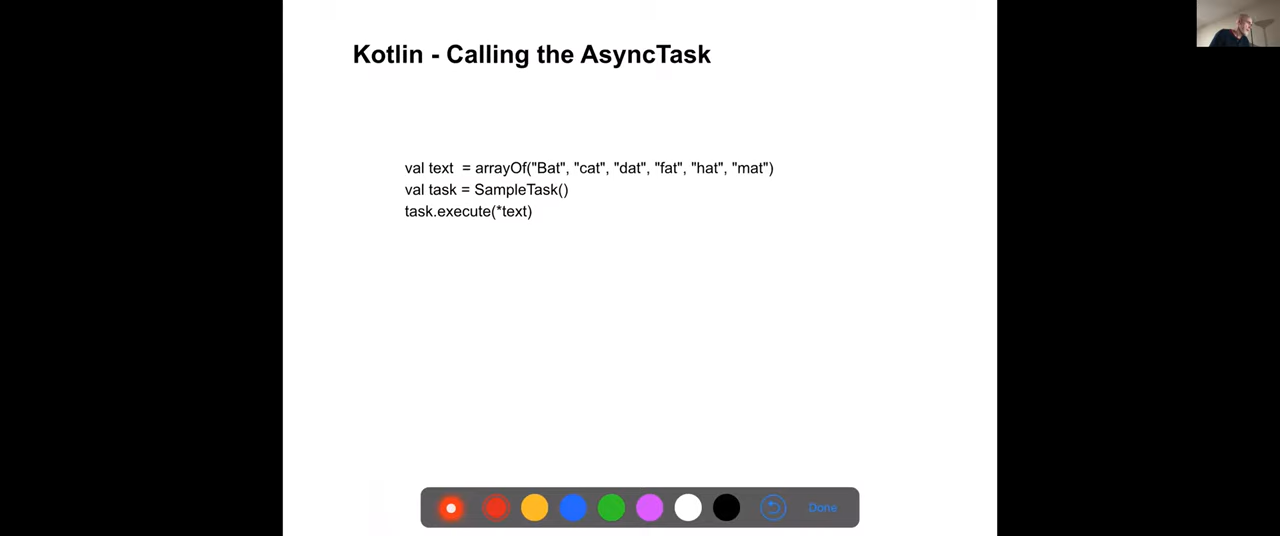 Kotlin - Calling the AsyncTask
val text  = arrayOf("Bat", "cat", "dat", "fat", "hat", "mat")
val task = SampleTask()
task.execute(*text)
Done